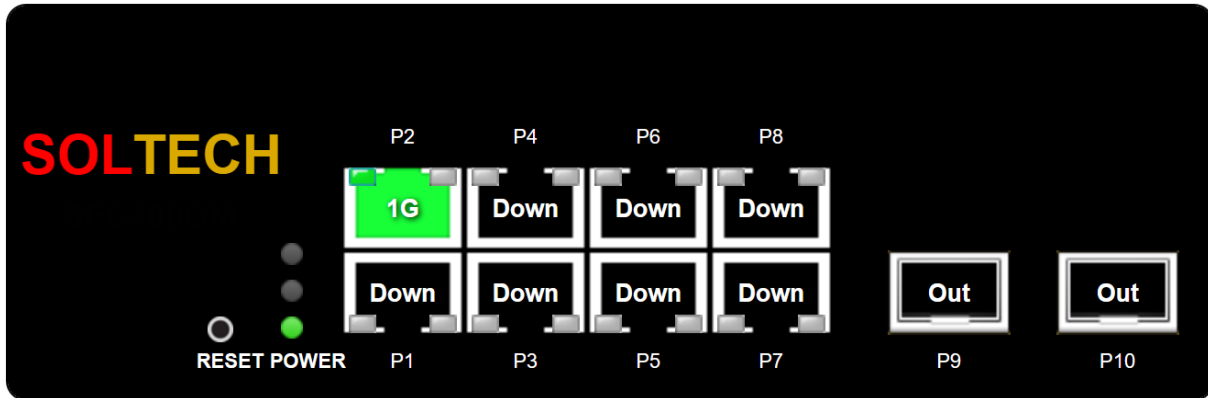 P2 P4 P6 P8
SOLTECH
1G Down Down Down
Down Down Down Down Out Out
RESET POWER P1 P3 P5 P7 P9 P10